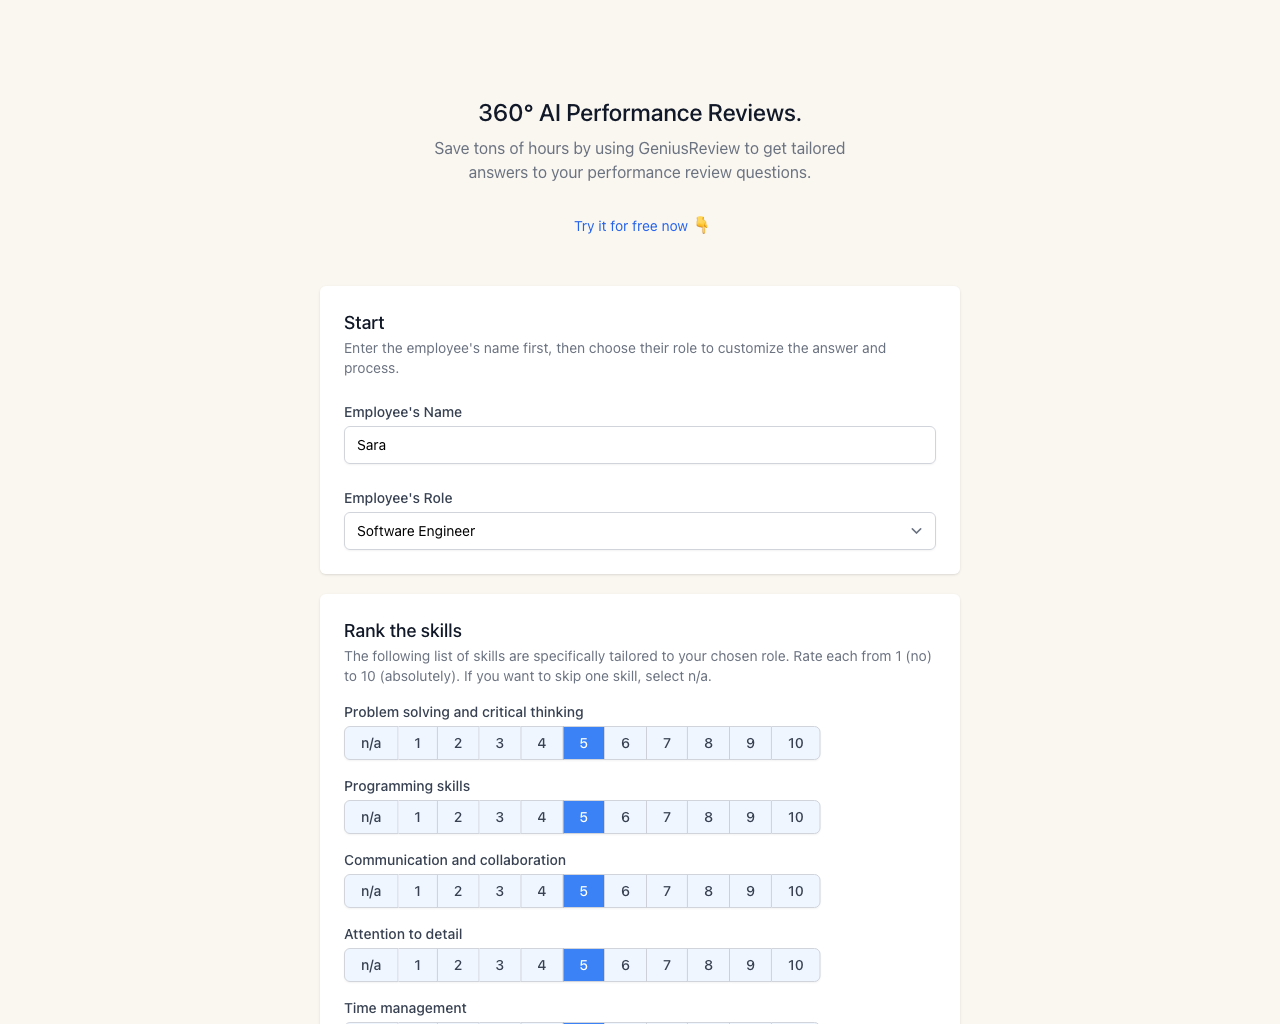 360° AI Performance Reviews.
Save tons of hours by using GeniusReview to get tailored
answers to your performance review questions.
Try it for free now 👇
Start
Enter the employee's name first, then choose their role to customize the answer and
process.
Employee's Name
Sara
Employee's Role
Software Engineer
Rank the skills
The following list of skills are specifically tailored to your chosen role. Rate each from 1 (no)
to 10 (absolutely). If you want to skip one skill, select n/a.
Problem solving and critical thinking
n/a 1 2 3 4 5 6 7 8 9 10
Programming skills
n/a 1 2 3 4 5 6 7 8 9 10
Communication and collaboration
n/a 1 2 3 4 5 6 7 8 9 10
Attention to detail
n/a 1 2 3 4 5 6 7 8 9 10
Time management